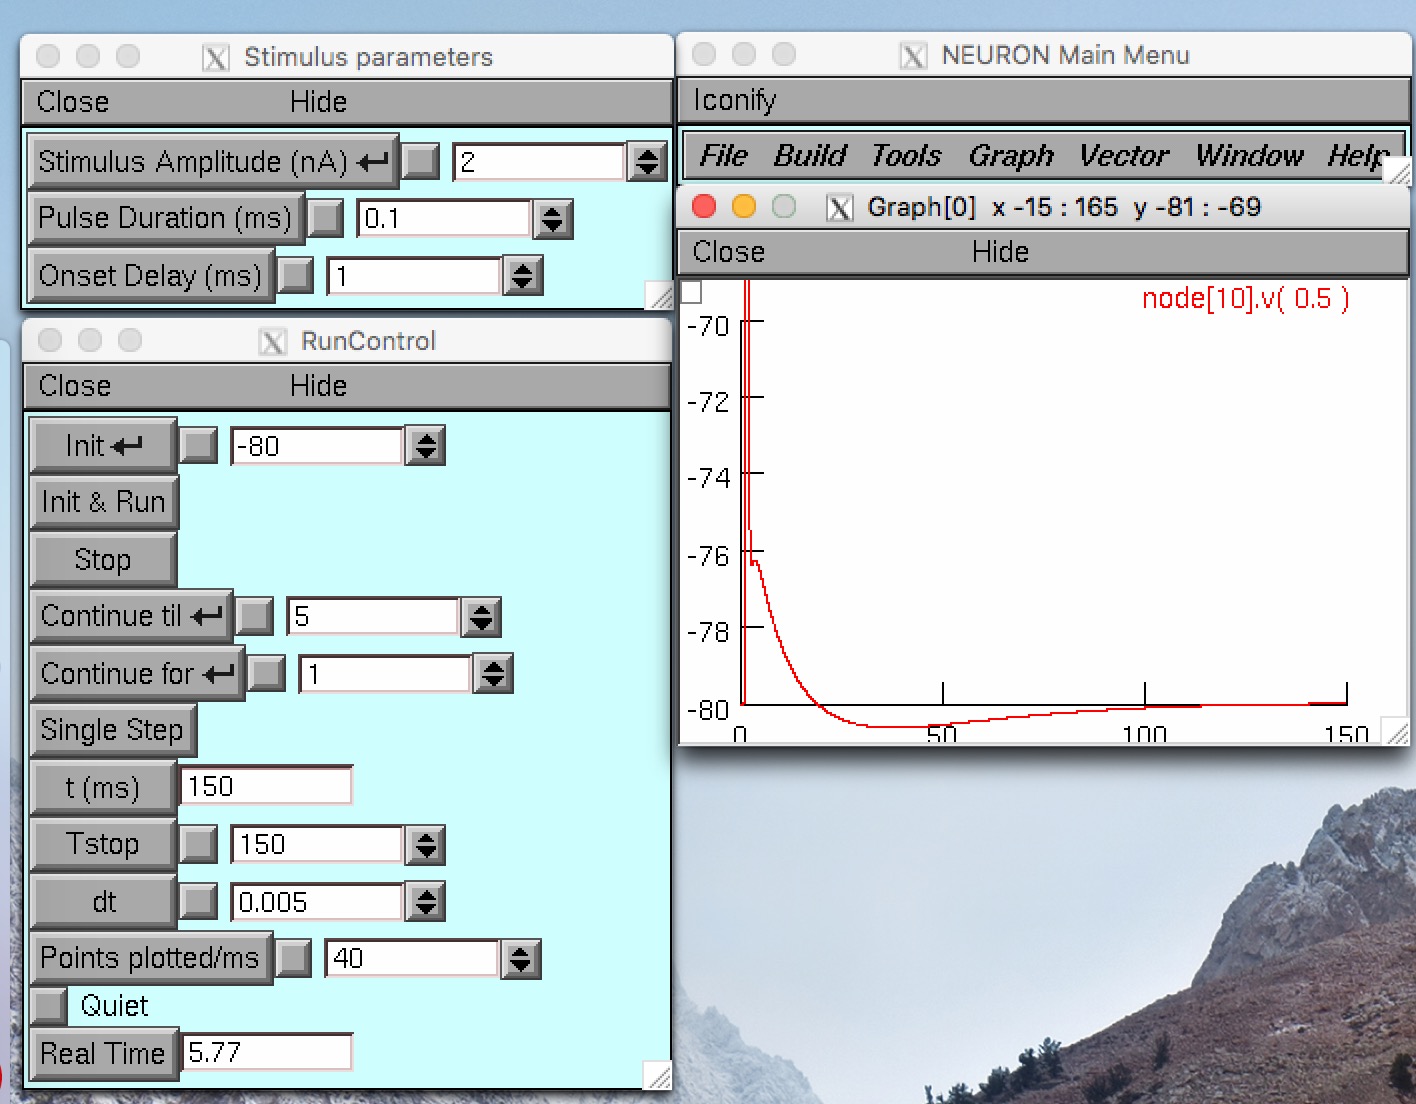 Stimulus parameters
Close Hide
Stimulus Amplitude (nA) 2
Pulse Duration (ms) 0.1
Onset Delay (ms) 1
RunControl
Close Hide
Init -80
Init & Run
Stop
Continue til 5
Continue for 1
Single Step
t (ms) 150
Tstop 150
dt 0.005
Points plotted/ms 40
Quiet
Real Time 5.77
NEURON Main Menu
Iconify
File Build Tools Graph Vector Window Help
Graph[0] x -15 : 165 y -81 : -69
Close Hide
node[10].v( 0.5 )
-70
-72
-74
-76
-78
-80
0 50 100 150